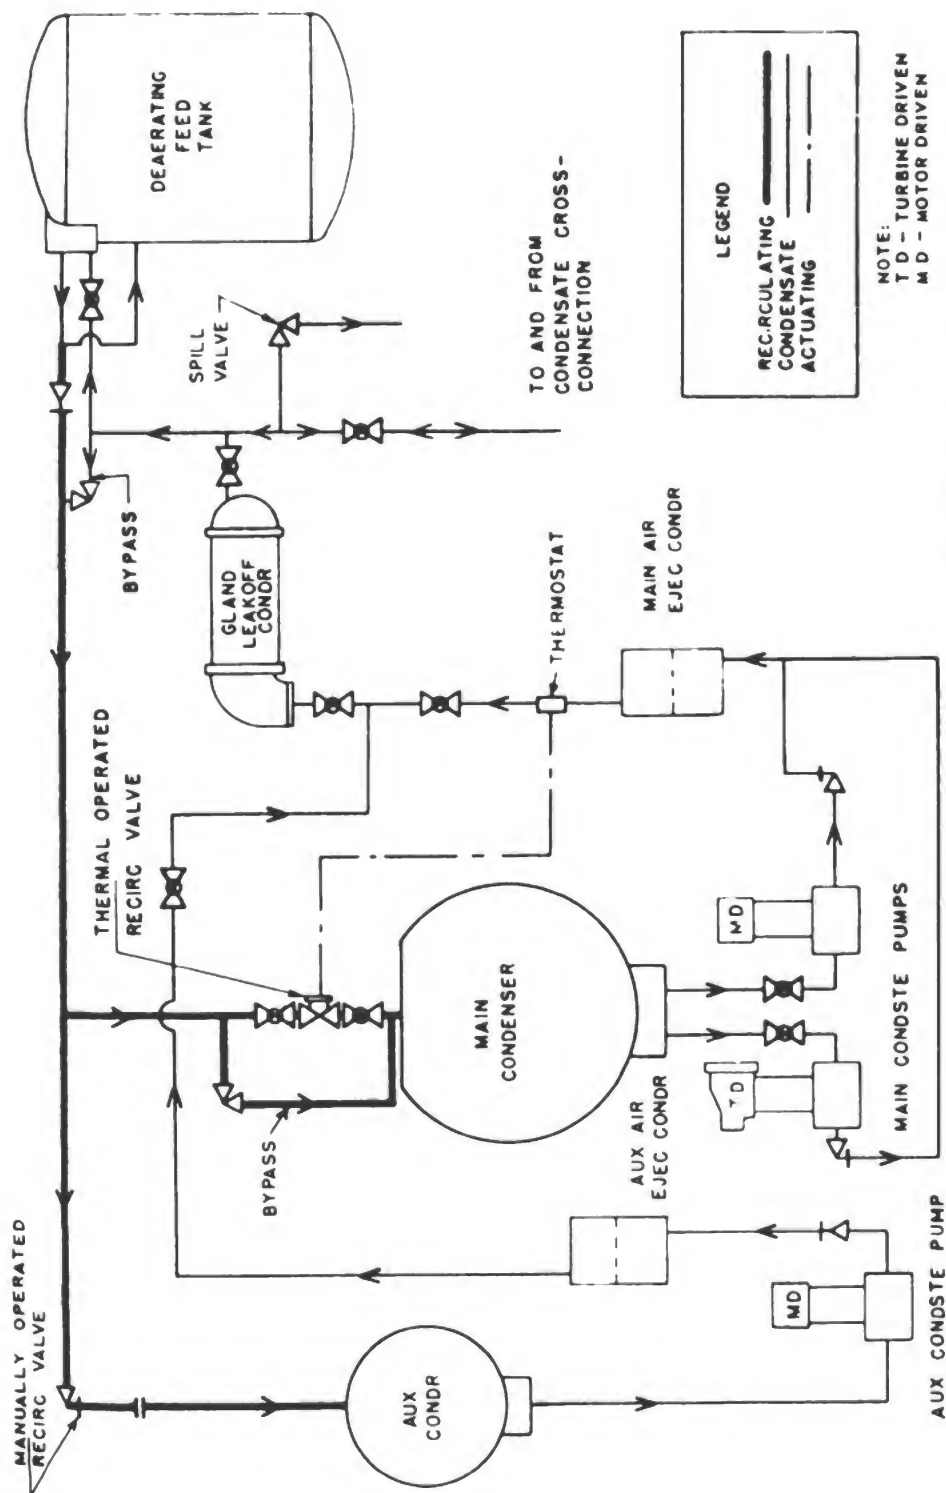 MANUALLY OPERATED
RECIRC VALVE
THERMAL OPERATED
RECIRC VALVE
BYPASS
DEAERATING
FEED
TANK
SPILL
VALVE
GLAND
LEAKOFF
CONDR
TO AND FROM
CONDENSATE CROSS-
CONNECTION
THERMOSTAT
MAIN AIR
EJEC CONDR
BYPASS
MAIN
CONDENSER
AUX
CONDR
AUX AIR
EJEC CONDR
MD
TD
MD
MAIN CONDSTE PUMPS
AUX CONDSTE PUMP
LEGEND
RECIRCULATING
CONDENSATE
ACTUATING
NOTE:
TD - TURBINE DRIVEN
MD - MOTOR DRIVEN